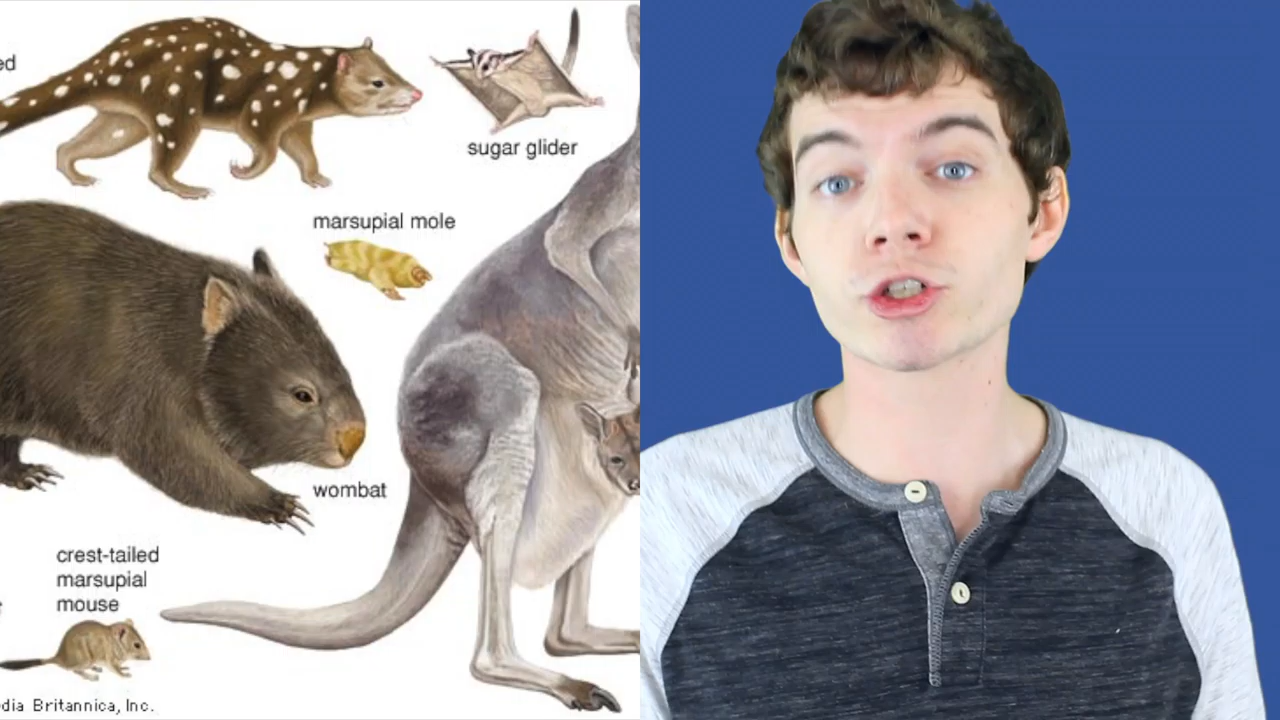 ed
sugar glider
marsupial mole
wombat
crest-tailed
marsupial
mouse
dia Britannica, Inc.